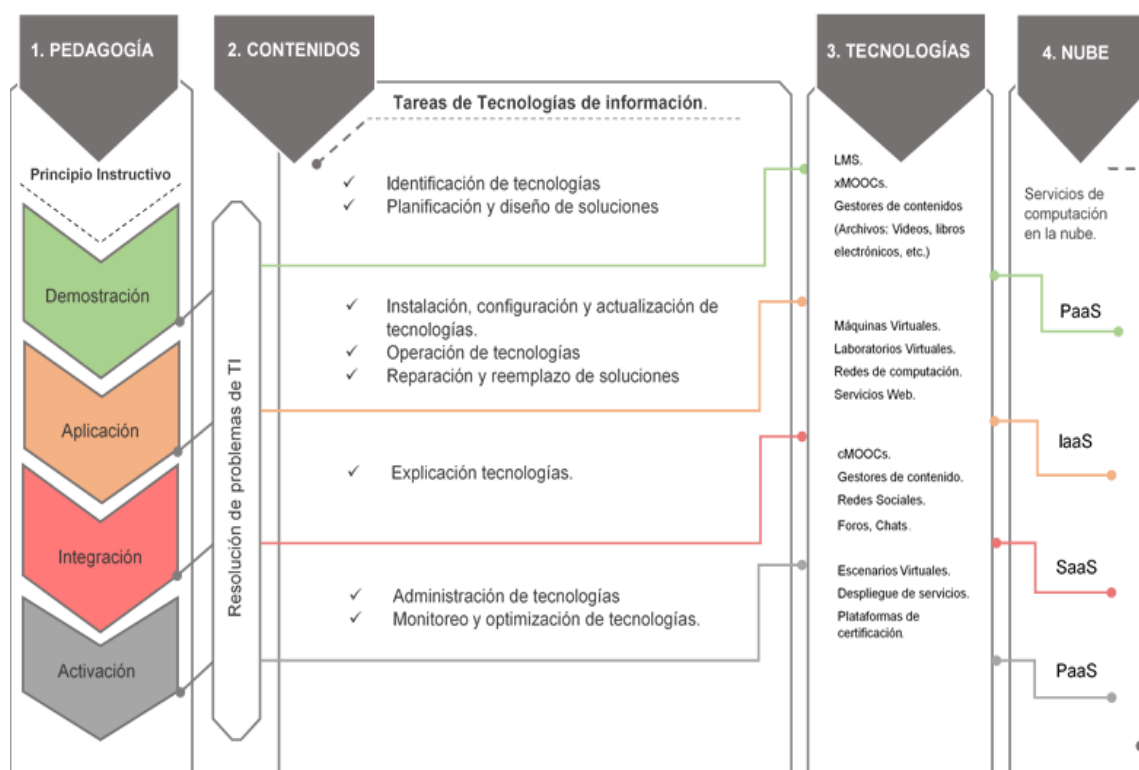 1. PEDAGOGÍA
2. CONTENIDOS
3. TECNOLOGÍAS
4. NUBE
Principio Instructivo
Demostración
Aplicación
Integración
Activación
Resolución de problemas de TI
Tareas de Tecnologías de información.
✓ Identificación de tecnologías
✓ Planificación y diseño de soluciones
✓ Instalación, configuración y actualización de
tecnologías.
✓ Operación de tecnologías
✓ Reparación y reemplazo de soluciones
✓ Explicación tecnologías.
✓ Administración de tecnologías
✓ Monitoreo y optimización de tecnologías.
LMS.
xMOOCs.
Gestores de contenidos
(Archivos: Videos, libros
electrónicos, etc.)
Máquinas Virtuales.
Laboratorios Virtuales.
Redes de computación.
Servicios Web.
cMOOCs.
Gestores de contenido.
Redes Sociales.
Foros, Chats.
Escenarios Virtuales.
Despliegue de servicios.
Plataformas de
certificación.
Servicios de
computación
en la nube.
PaaS
IaaS
SaaS
PaaS